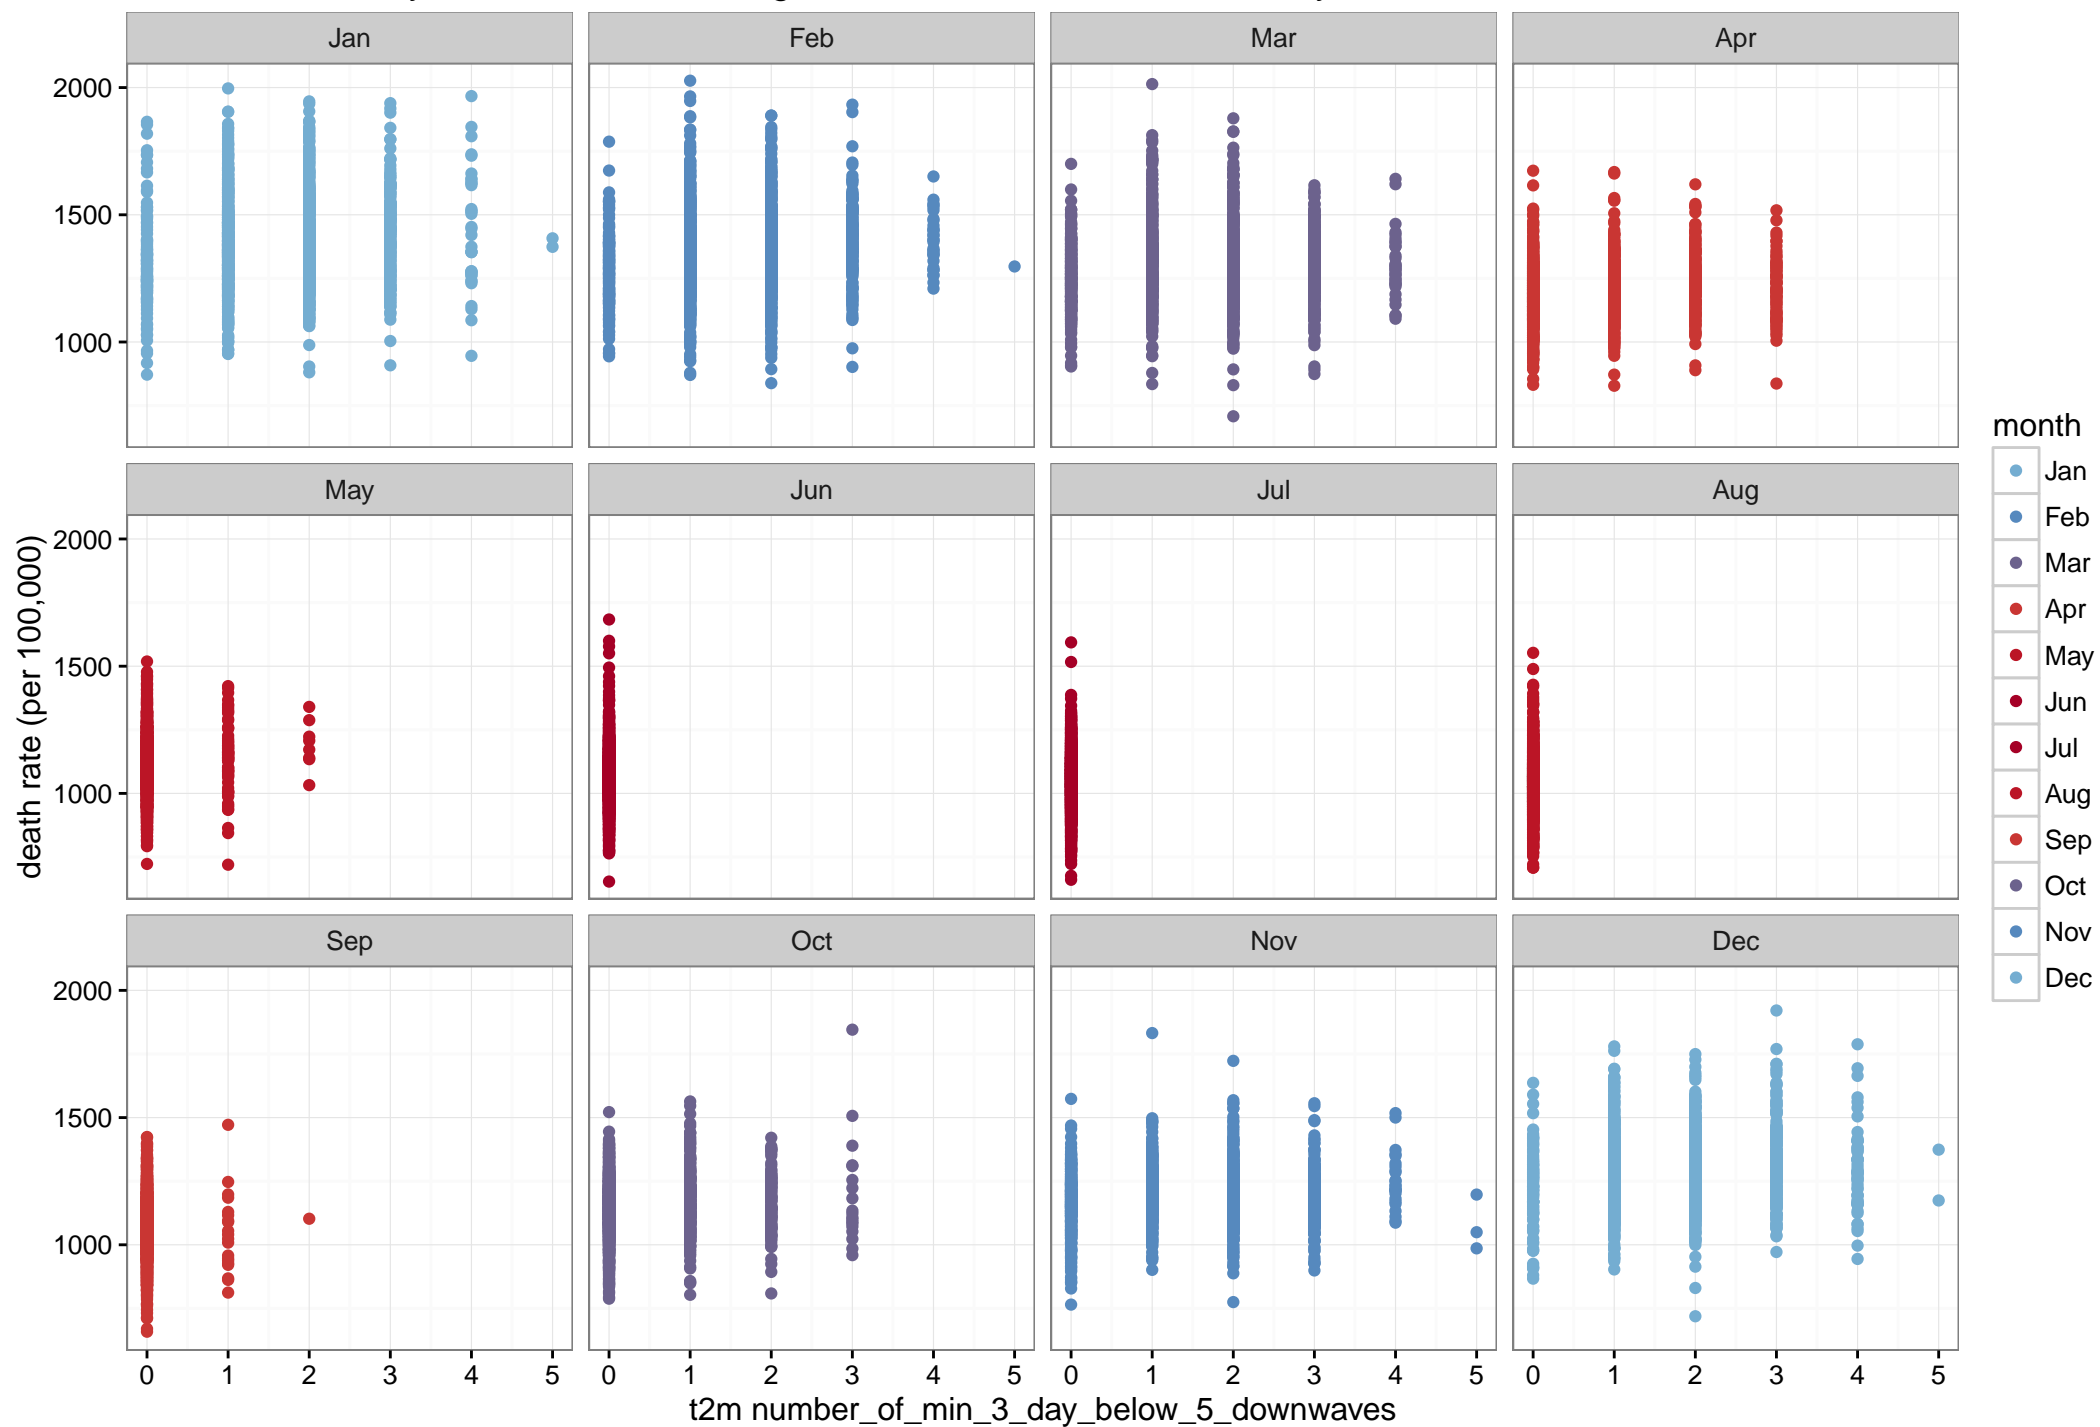 Jan Feb Mar Apr
2000
1500
1000
month
Jan
Feb
Mar
Apr
May
Jun
Jul
Aug
Sep
Oct
Nov
Dec
May Jun Jul Aug
2000
1500
1000
death rate (per 100,000)
Sep Oct Nov Dec
2000
1500
1000
0 1 2 3 4 5 0 1 2 3 4 5 0 1 2 3 4 5 0 1 2 3 4 5
t2m number_of_min_3_day_below_5_downwaves